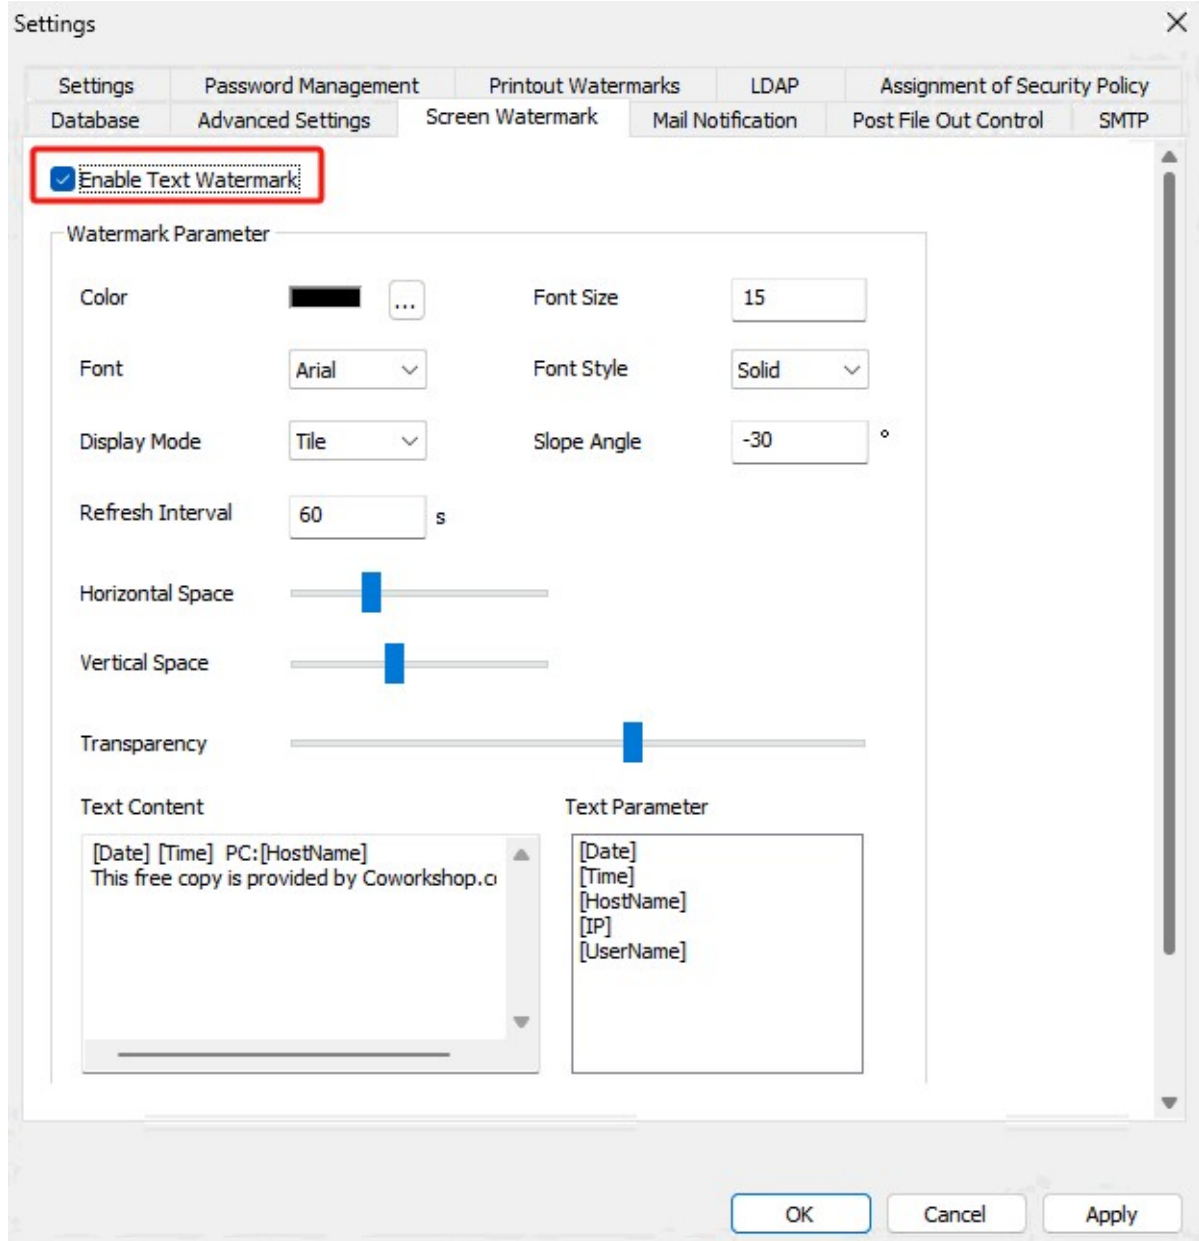 Settings
Settings Password Management Printout Watermarks LDAP Assignment of Security Policy
Database Advanced Settings Screen Watermark Mail Notification Post File Out Control SMTP
Enable Text Watermark
Watermark Parameter
Color ... Font Size 15
Font Arial Font Style Solid
Display Mode Tile Slope Angle -30 °
Refresh Interval 60 s
Horizontal Space
Vertical Space
Transparency
Text Content Text Parameter
[Date] [Time]  PC:[HostName]
This free copy is provided by Coworkshop.c
[Date]
[Time]
[HostName]
[IP]
[UserName]
OK Cancel Apply